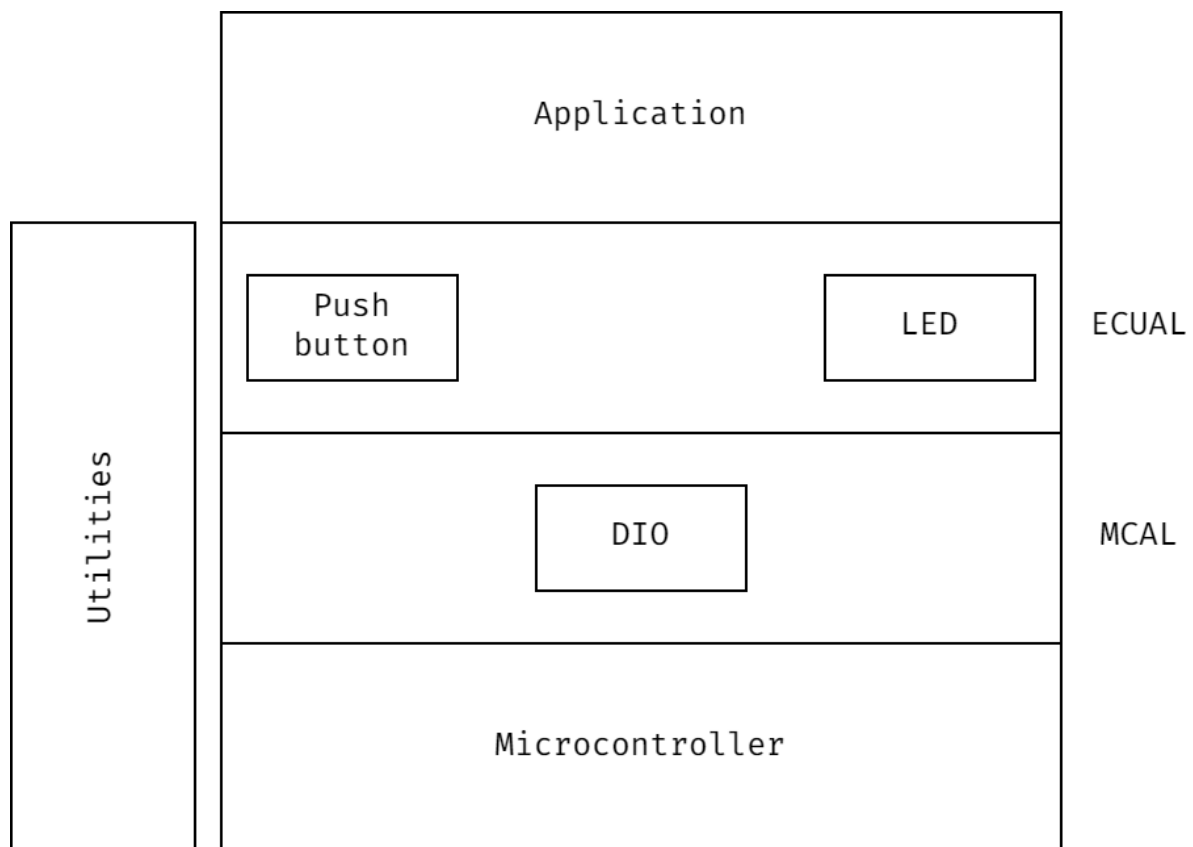 Application
Push
button
LED
ECUAL
Utilities
DIO
MCAL
Microcontroller